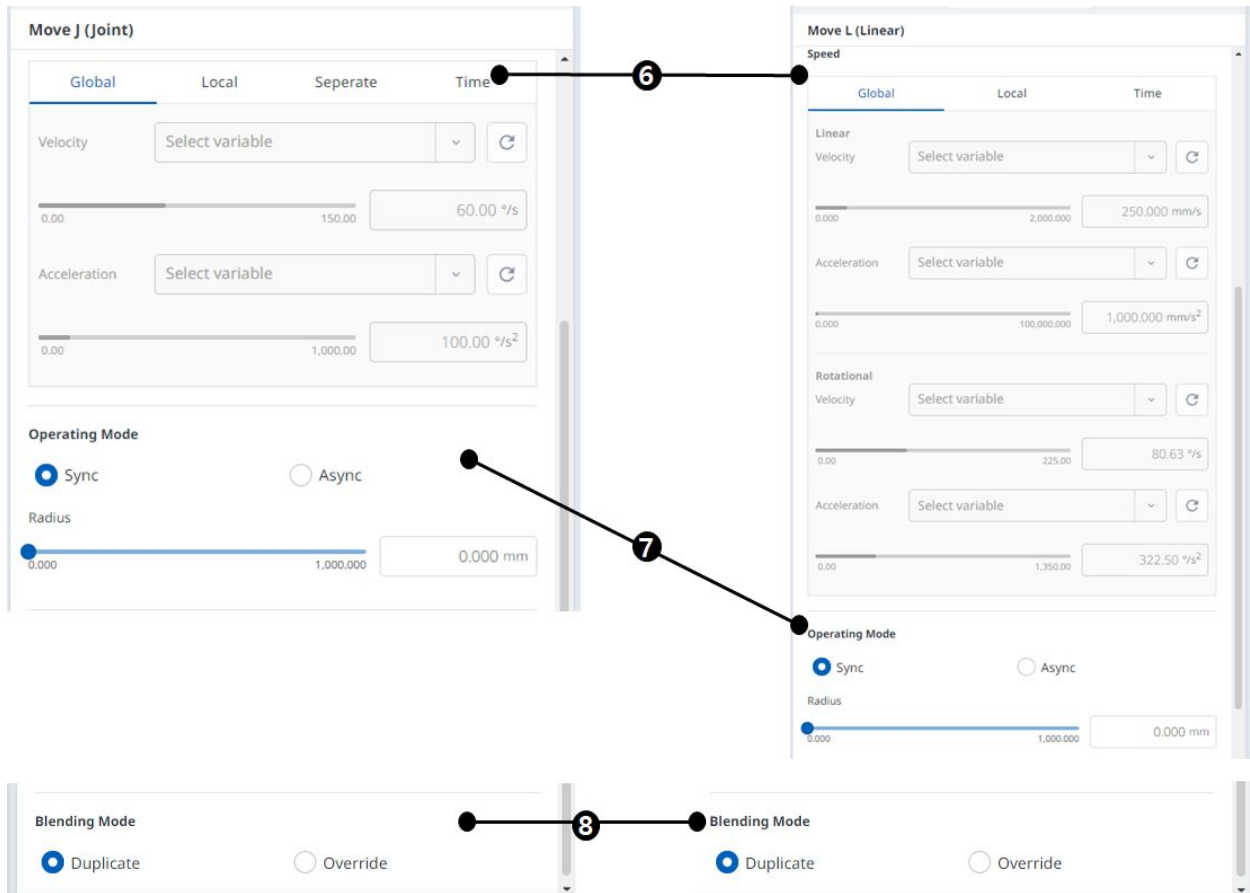 Move J (Joint)
Global Local Seperate Time
Velocity Select variable
0.00 150.00 60.00 °/s
Acceleration Select variable
0.00 1,000.00 100.00 °/s²
Operating Mode
Sync Async
Radius
0.000 1,000.000 0.000 mm
6
7
Move L (Linear)
Speed
Global Local Time
Linear
Velocity Select variable
0.000 2,000.000 250.000 mm/s
Acceleration Select variable
0.000 100,000.000 1,000.000 mm/s²
Rotational
Velocity Select variable
0.00 225.00 80.63 °/s
Acceleration Select variable
0.00 1,350.00 322.50 °/s²
Operating Mode
Sync Async
Radius
0.000 1,000.000 0.000 mm
Blending Mode
Duplicate Override
8
Blending Mode
Duplicate Override